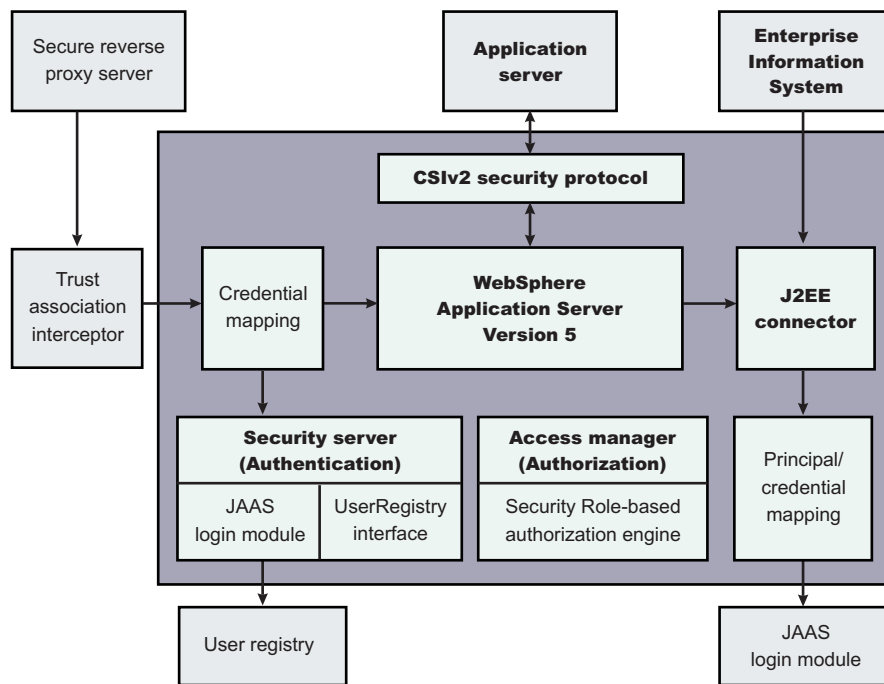 Secure reverse
proxy server
Application
server
Enterprise
Information
System
CSIv2 security protocol
Trust
association
interceptor
Credential
mapping
WebSphere
Application Server
Version 5
J2EE
connector
Security server
(Authentication)
JAAS
login module
UserRegistry
interface
Access manager
(Authorization)
Security Role-based
authorization engine
Principal/
credential
mapping
User registry
JAAS
login module